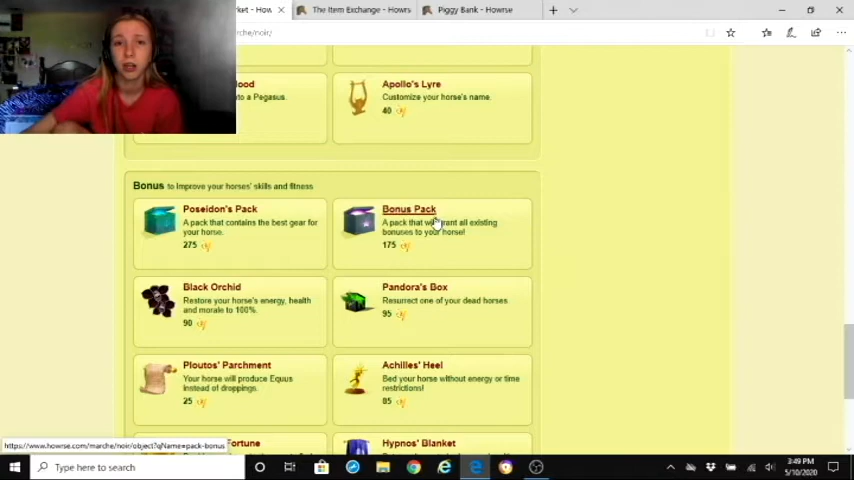 rket - How
The Item Exchange - Howrs
Piggy Bank - Howrse
rche/noir/
lood
to a Pegasus.
Apollo's Lyre
Customize your horse's name.
40
Bonus to improve your horses' skills and fitness
Poseidon's Pack
A pack that contains the best gear for
your horse.
275
Bonus Pack
A pack that will grant all existing
bonuses to your horse!
175
Black Orchid
Restore your horse's energy, health
and morale to 100%.
90
Pandora's Box
Resurrect one of your dead horses.
95
Ploutos' Parchment
Your horse will produce Equus
instead of droppings.
25
Achilles' Heel
Bed your horse without energy or time
restrictions!
85
Fortune
Hypnos' Blanket
https://www.howrse.com/marche/noir/object?qName=pack-bonus
Type here to search
3:49 PM
5/10/2020